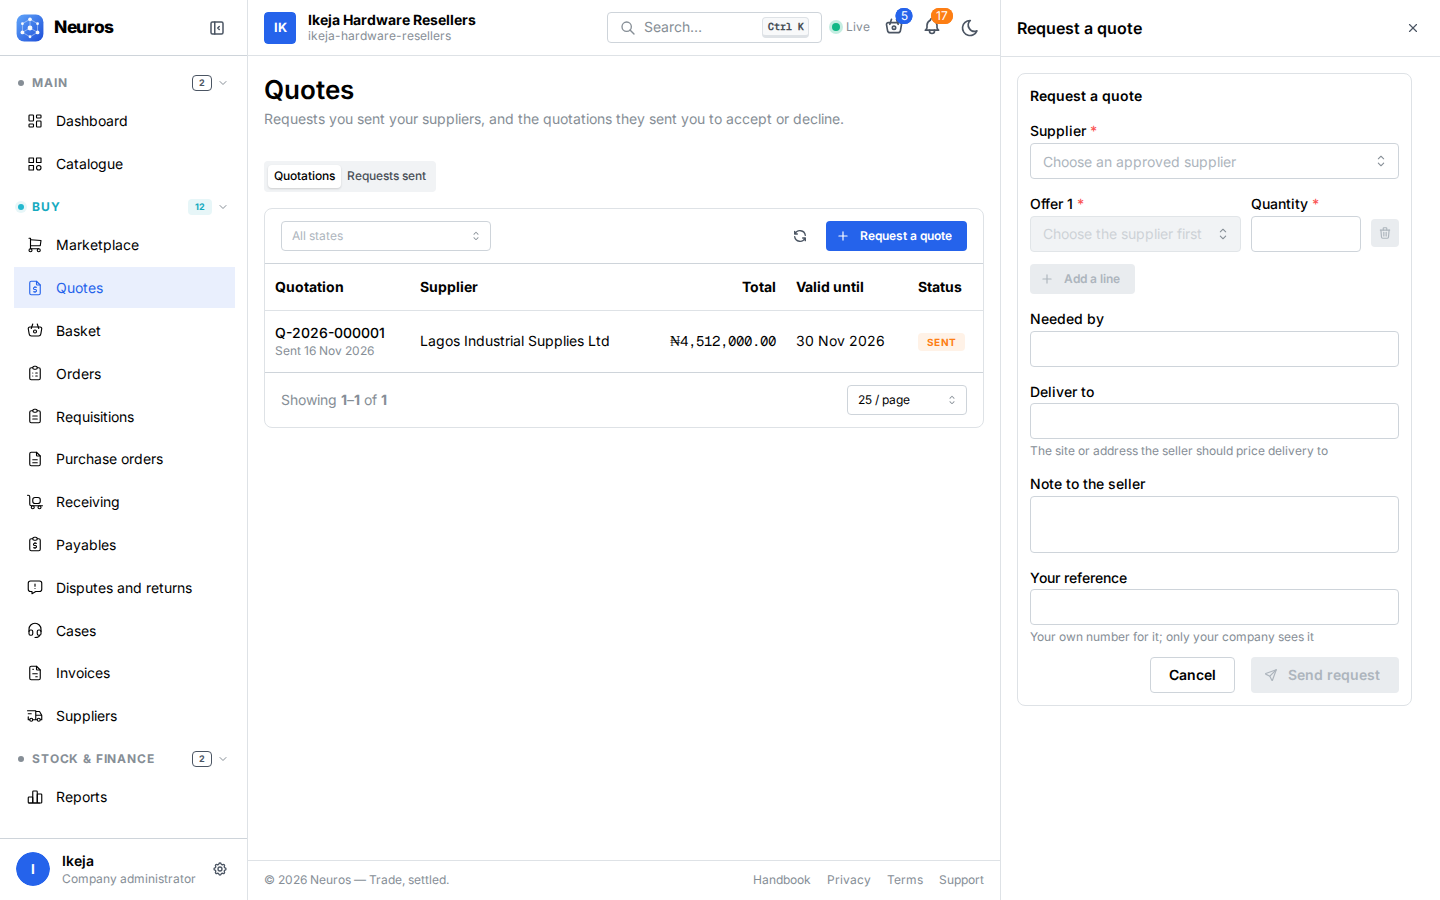 Neuros
MAIN
2
Dashboard
Catalogue
BUY
12
Marketplace
Quotes
Basket
Orders
Requisitions
Purchase orders
Receiving
Payables
Disputes and returns
Cases
Invoices
Suppliers
STOCK & FINANCE
2
Reports
I
Ikeja
Company administrator
IK
Ikeja Hardware Resellers
ikeja-hardware-resellers
Search...
Ctrl K
Live
5
17
Quotes
Requests you sent your suppliers, and the quotations they sent you to accept or decline.
Quotations
Requests sent
All states
Request a quote
Quotation Supplier Total Valid until Status
Q-2026-000001 Lagos Industrial Supplies Ltd ₦4,512,000.00 30 Nov 2026 SENT
Sent 16 Nov 2026
Showing 1–1 of 1
25 / page
© 2026 Neuros — Trade, settled.
Handbook Privacy Terms Support
Request a quote
Request a quote
Supplier *
Choose an approved supplier
Offer 1 * Quantity *
Choose the supplier first
Add a line
Needed by
Deliver to
The site or address the seller should price delivery to
Note to the seller
Your reference
Your own number for it; only your company sees it
Cancel
Send request